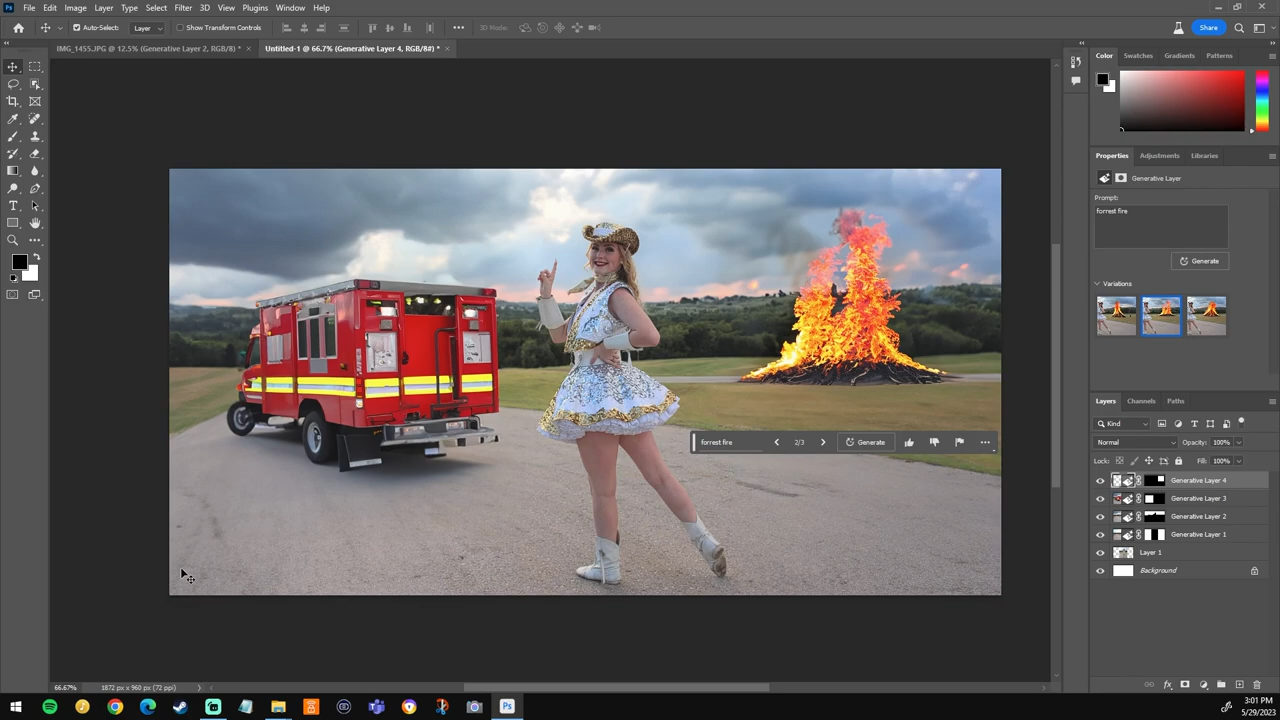 Ps File Edit Image Layer Type Select Filter 3D View Plugins Window Help
Auto-Select: Layer Show Transform Controls 3D Mode: Share
IMG_1455.JPG @ 12.5% (Generative Layer 2, RGB/8) * × Untitled-1 @ 66.7% (Generative Layer 4, RGB/8#) * ×
Color Swatches Gradients Patterns
Properties Adjustments Libraries
Generative Layer
Prompt:
forrest fire
Generate
Variations
forrest fire 2/3 Generate
Layers Channels Paths
Kind
Normal Opacity: 100%
Lock: Fill: 100%
Generative Layer 4
Generative Layer 3
Generative Layer 2
Generative Layer 1
Layer 1
Background
66.67% 1872 px x 960 px (72 ppi)
Ps
3:01 PM
5/29/2023